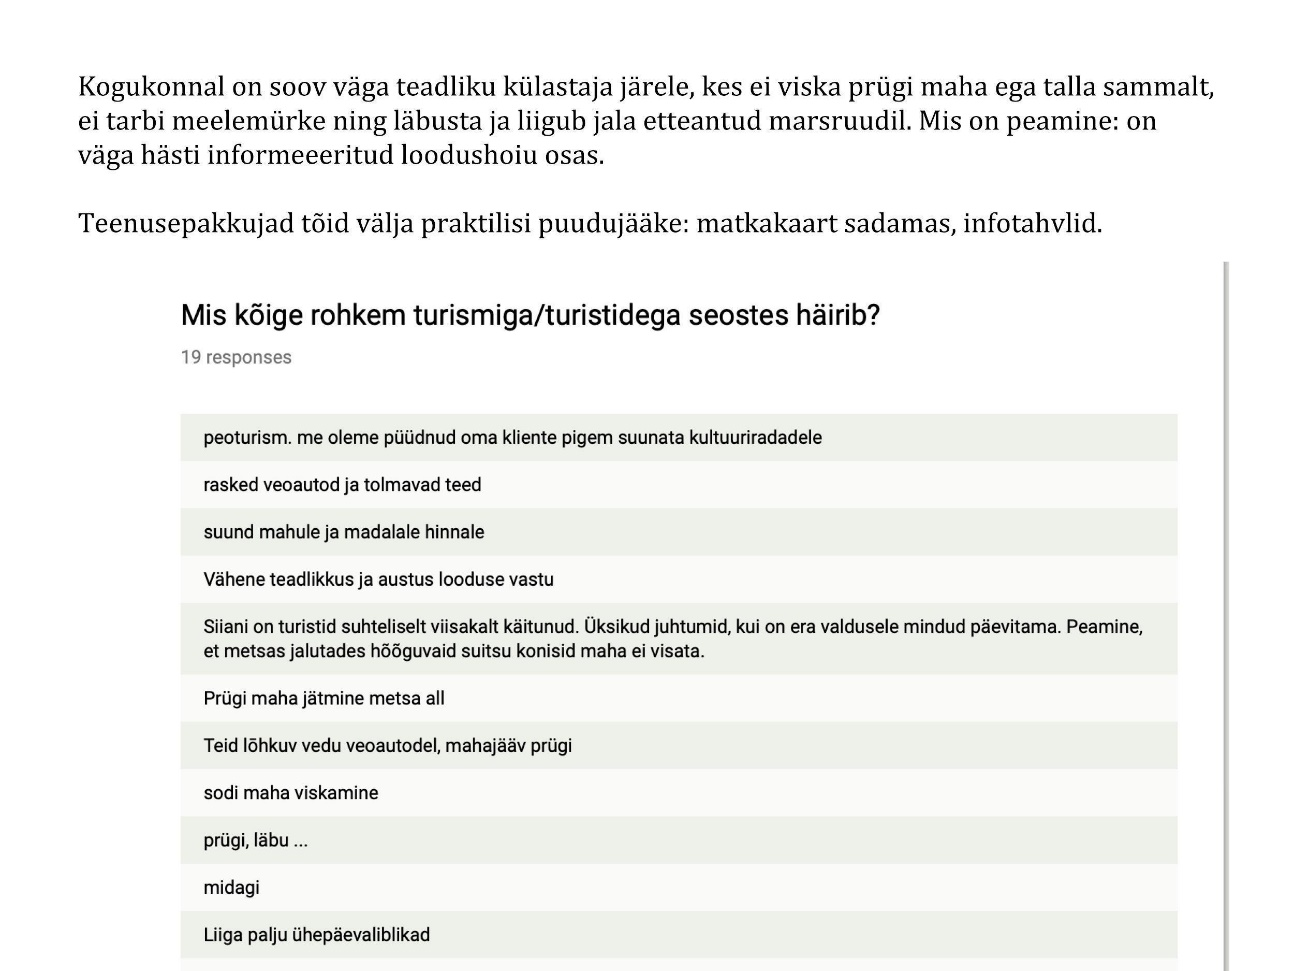 Kogukonnal on soov väga teadliku külastaja järele, kes ei viska prügi maha ega talla sammalt,
ei tarbi meelemürke ning läbusta ja liigub jala etteantud marsruudil. Mis on peamine: on
väga hästi informeeeritud loodushoiu osas.
Teenusepakkujad tõid välja praktilisi puudujääke: matkakaart sadamas, infotahvlid.
Mis kõige rohkem turismiga/turistidega seostes häirib?
19 responses
peoturism. me oleme püüdnud oma kliente pigem suunata kultuuriradadele
rasked veoautod ja tolmavad teed
suund mahule ja madalale hinnale
Vähene teadlikkus ja austus looduse vastu
Siiani on turistid suhteliselt viisakalt käitunud. Üksikud juhtumid, kui on era valdusele mindud päevitama. Peamine,
et metsas jalutades hõõguvaid suitsu konisid maha ei visata.
Prügi maha jätmine metsa all
Teid lõhkuv vedu veoautodel, mahajääv prügi
sodi maha viskamine
prügi, läbu ...
midagi
Liiga palju ühepäevaliblikad